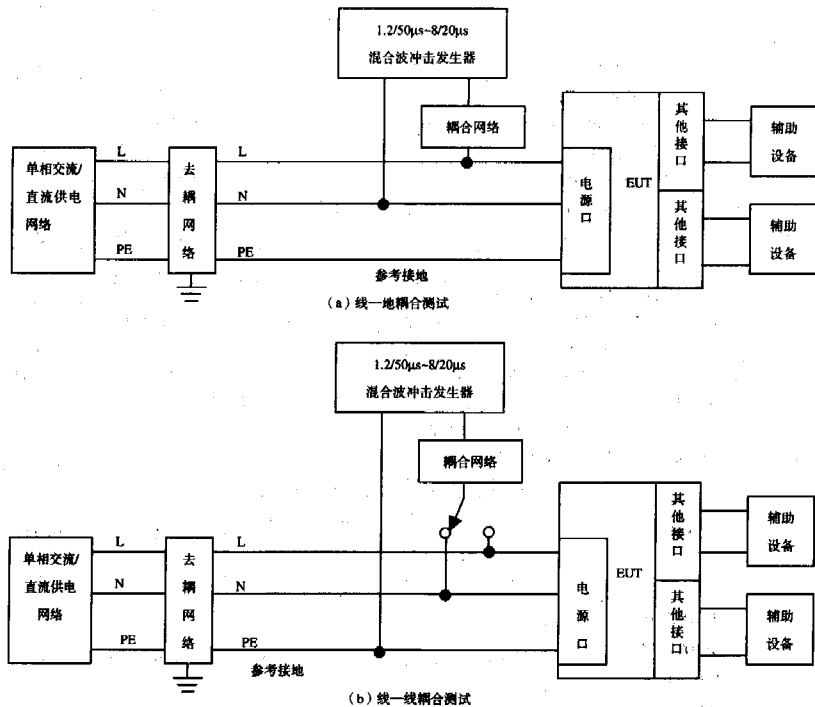 1.2/50μs~8/20μs
混合波冲击发生器
耦合网络
单相交流/
直流供电
网络
L
N
PE
去耦网络
L
N
PE
参考接地
电源口
EUT
其他接口
其他接口
辅助
设备
辅助
设备
（a）线一地耦合测试
1.2/50μs~8/20μs
混合波冲击发生器
耦合网络
单相交流/
直流供电
网络
L
N
PE
去耦网络
L
N
PE
参考接地
电源口
EUT
其他接口
其他接口
辅助
设备
辅助
设备
（b）线一线耦合测试